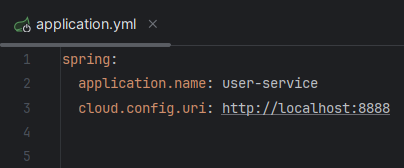 application.yml
1 spring:
2   application.name: user-service
3   cloud.config.uri: http://localhost:8888
4
5